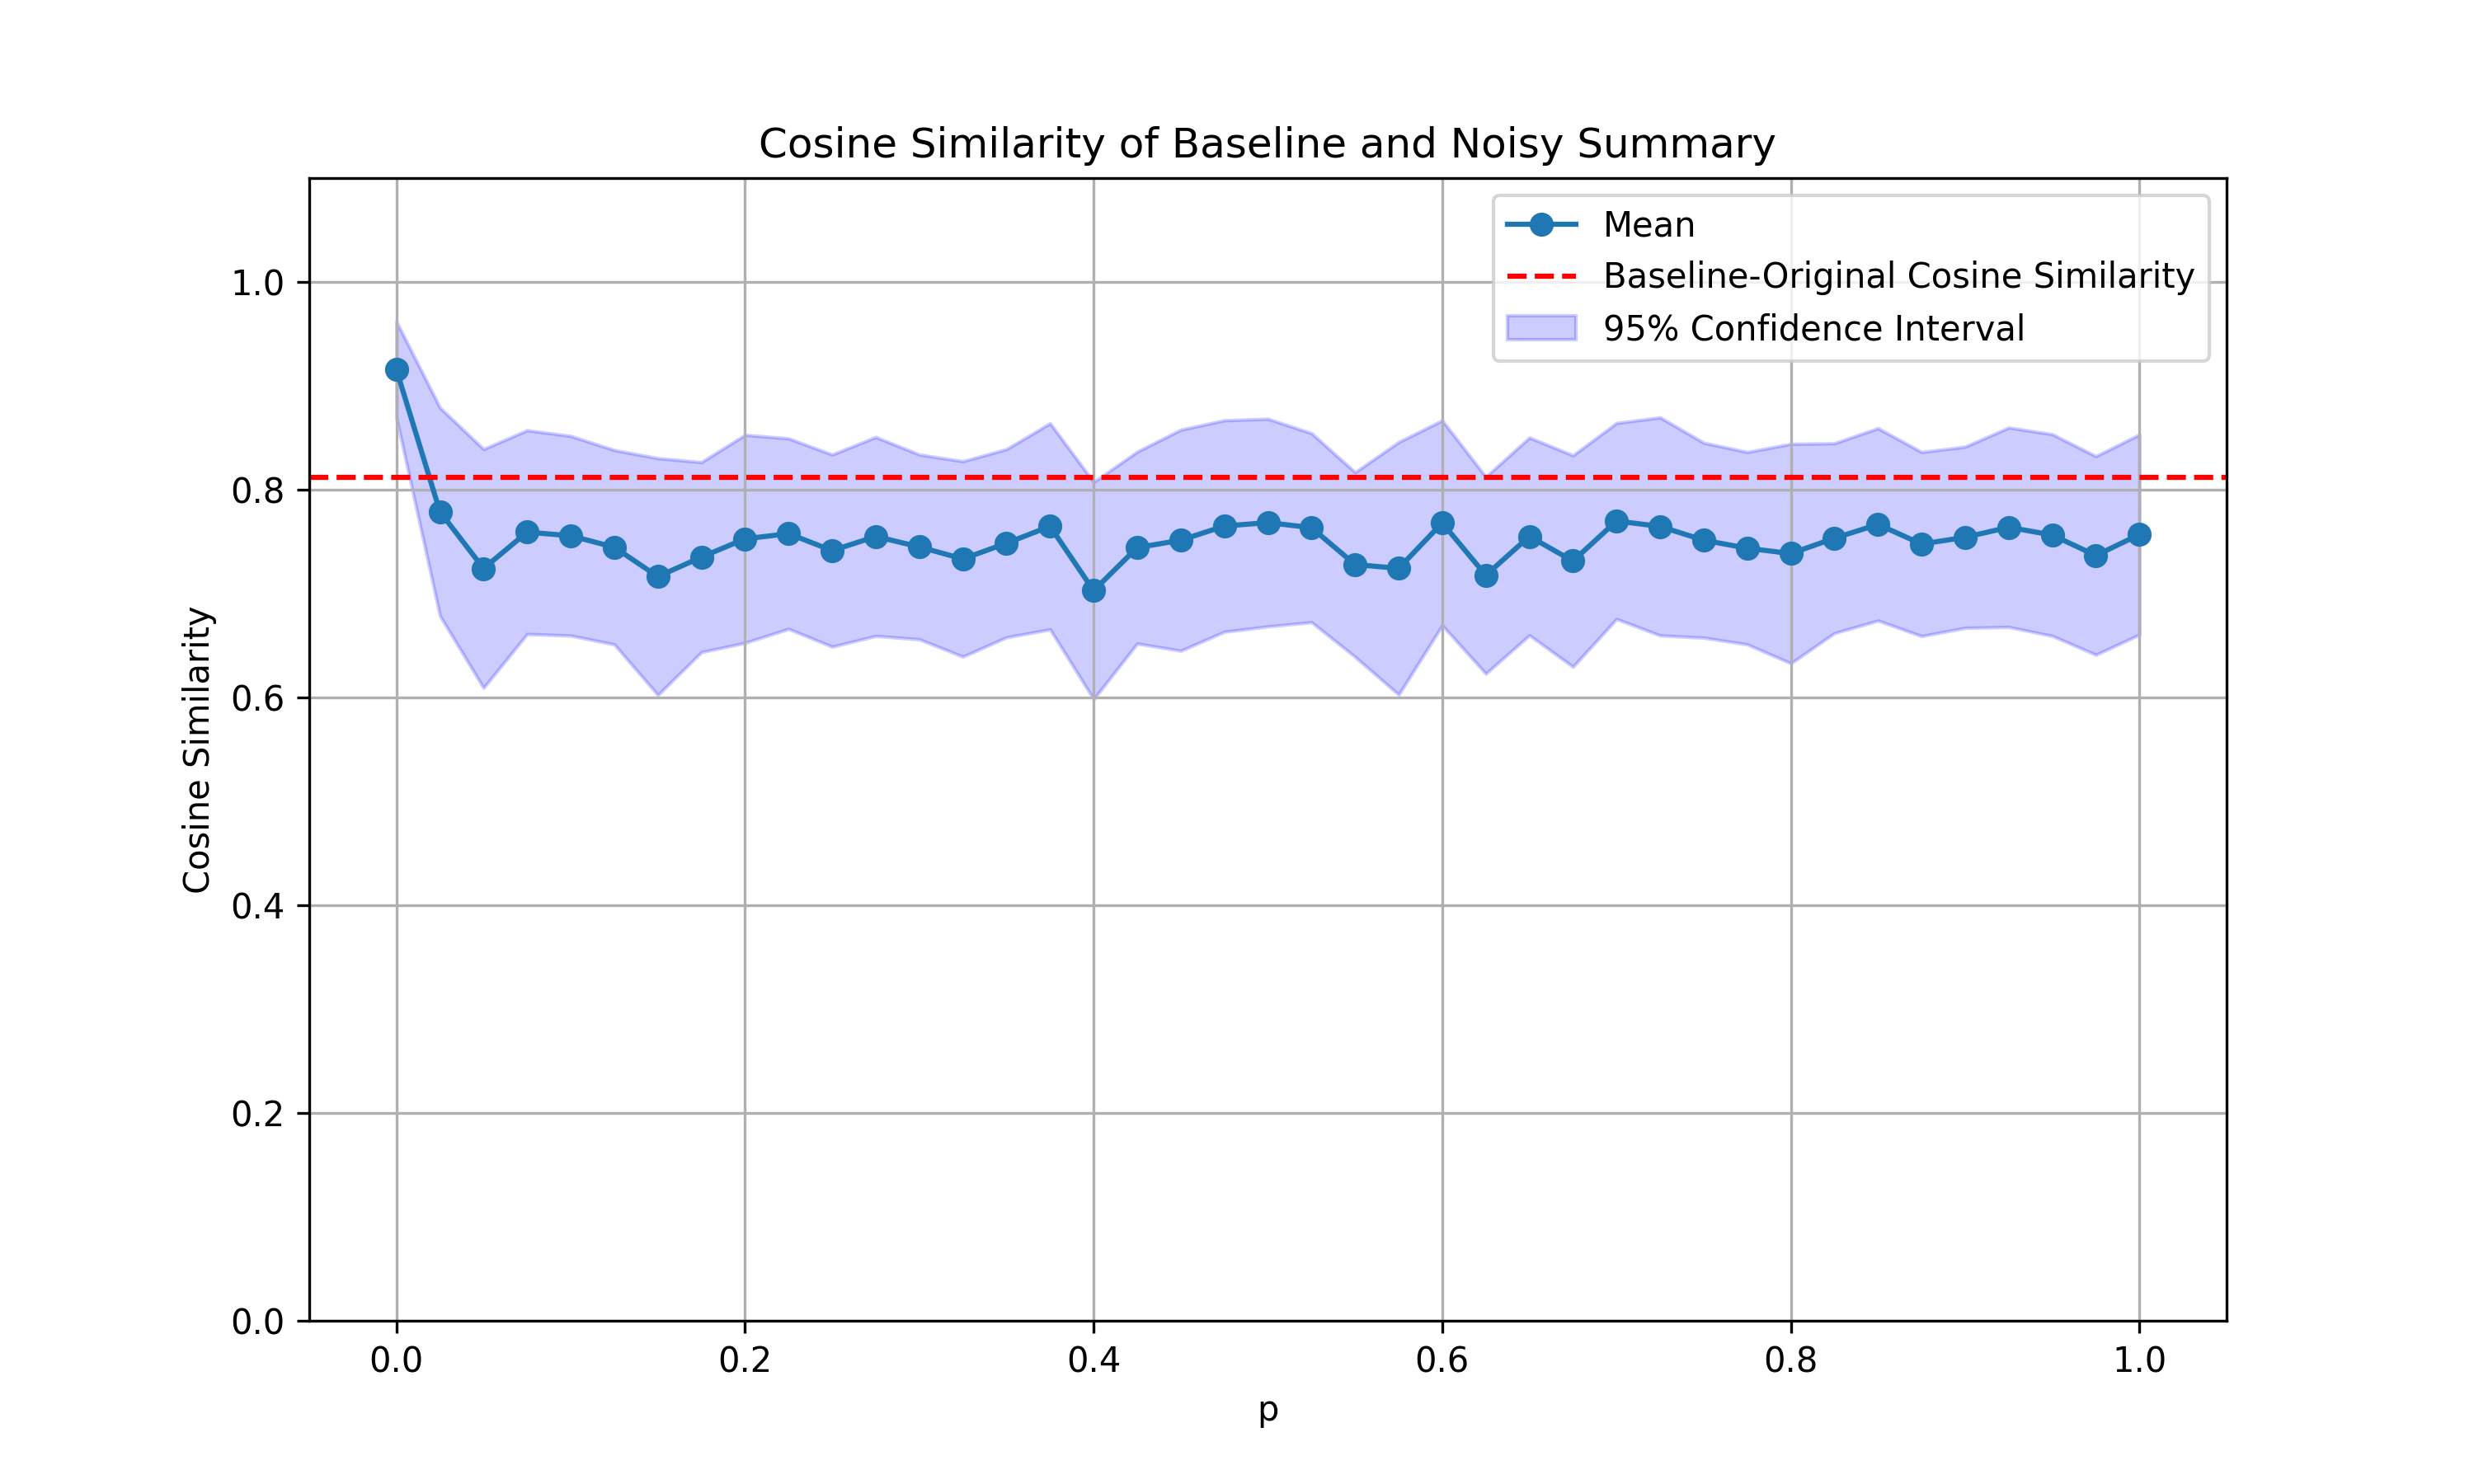 Cosine Similarity of Baseline and Noisy Summary
Mean
Baseline-Original Cosine Similarity
95% Confidence Interval
Cosine Similarity
1.0
0.8
0.6
0.4
0.2
0.0
0.0 0.2 0.4 0.6 0.8 1.0
p